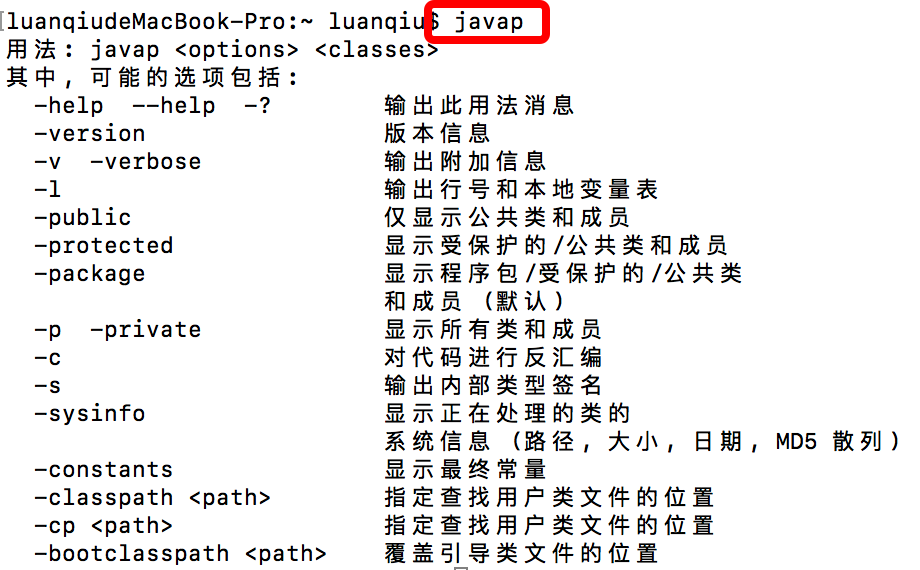 luanqiudeMacBook-Pro:~ luanqiu$ javap
用法: javap <options> <classes>
其中, 可能的选项包括:
  -help  --help  -?        输出此用法消息
  -version                 版本信息
  -v  -verbose             输出附加信息
  -l                       输出行号和本地变量表
  -public                  仅显示公共类和成员
  -protected               显示受保护的/公共类和成员
  -package                 显示程序包/受保护的/公共类
                           和成员 (默认)
  -p  -private             显示所有类和成员
  -c                       对代码进行反汇编
  -s                       输出内部类型签名
  -sysinfo                 显示正在处理的类的
                           系统信息 (路径, 大小, 日期, MD5 散列)
  -constants               显示最终常量
  -classpath <path>        指定查找用户类文件的位置
  -cp <path>               指定查找用户类文件的位置
  -bootclasspath <path>    覆盖引导类文件的位置